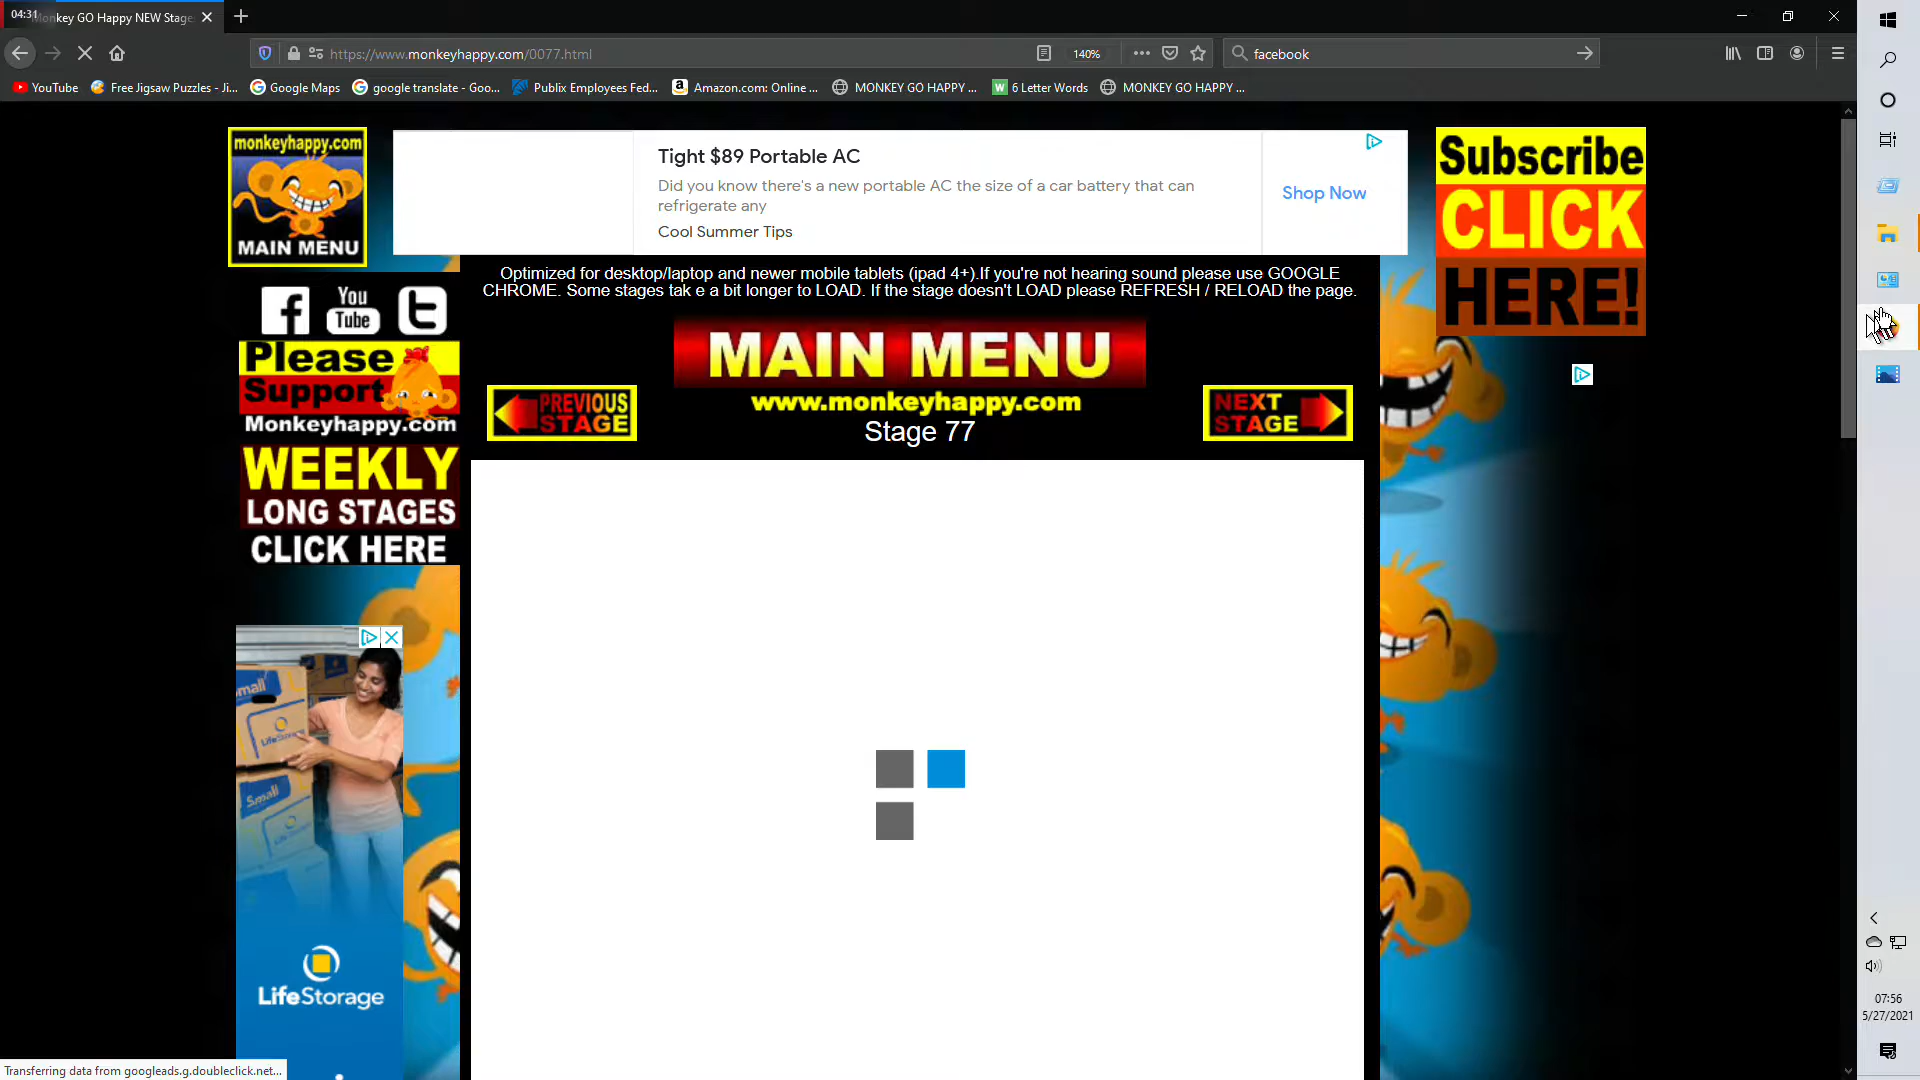 04:31
Monkey GO Happy NEW Stage
https://www.monkeyhappy.com/0077.html
140%
facebook
YouTube
Free Jigsaw Puzzles - Ji...
Google Maps
google translate - Goo...
Publix Employees Fed...
Amazon.com: Online ...
MONKEY GO HAPPY ...
6 Letter Words
MONKEY GO HAPPY ...
monkeyhappy.com
MAIN MENU
Tight $89 Portable AC
Did you know there's a new portable AC the size of a car battery that can
refrigerate any
Cool Summer Tips
Shop Now
Subscribe
CLICK
HERE!
Optimized for desktop/laptop and newer mobile tablets (ipad 4+).If you're not hearing sound please use GOOGLE
CHROME. Some stages tak e a bit longer to LOAD. If the stage doesn't LOAD please REFRESH / RELOAD the page.
You
Tube
Please
Support
Monkeyhappy.com
WEEKLY
LONG STAGES
CLICK HERE
MAIN MENU
www.monkeyhappy.com
PREVIOUS
STAGE
NEXT
STAGE
Stage 77
small
LifeStorage
Small
LifeStorage
07:56
5/27/2021
Transferring data from googleads.g.doubleclick.net...